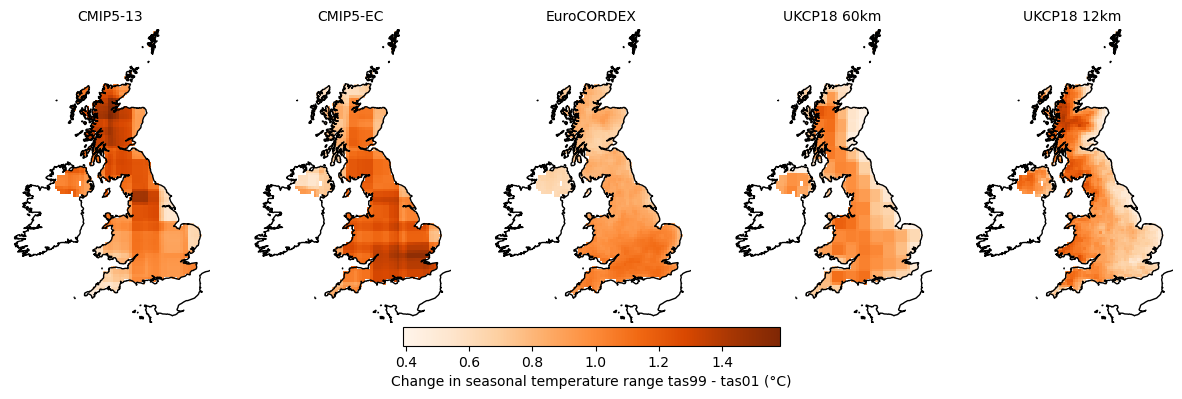 CMIP5-13 CMIP5-EC EuroCORDEX UKCP18 60km UKCP18 12km
0.4 0.6 0.8 1.0 1.2 1.4
Change in seasonal temperature range tas99 - tas01 (°C)